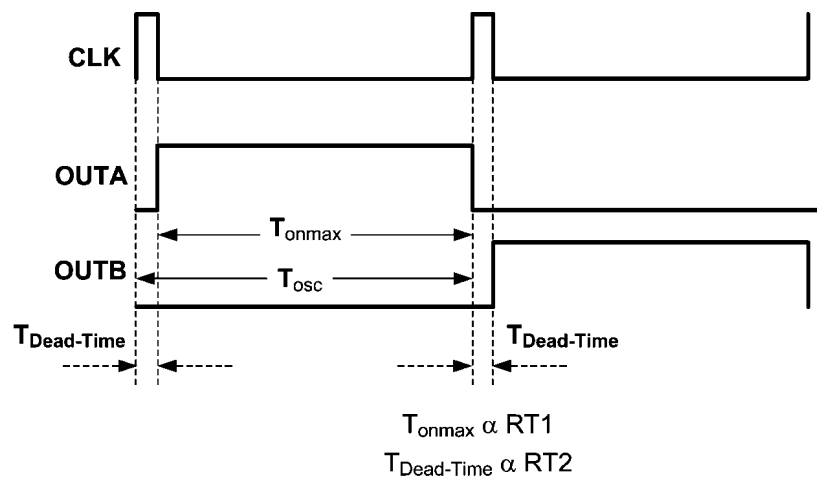 CLK
OUTA
Tonmax
OUTB
Tosc
TDead-Time
TDead-Time
Tonmax α RT1
TDead-Time α RT2